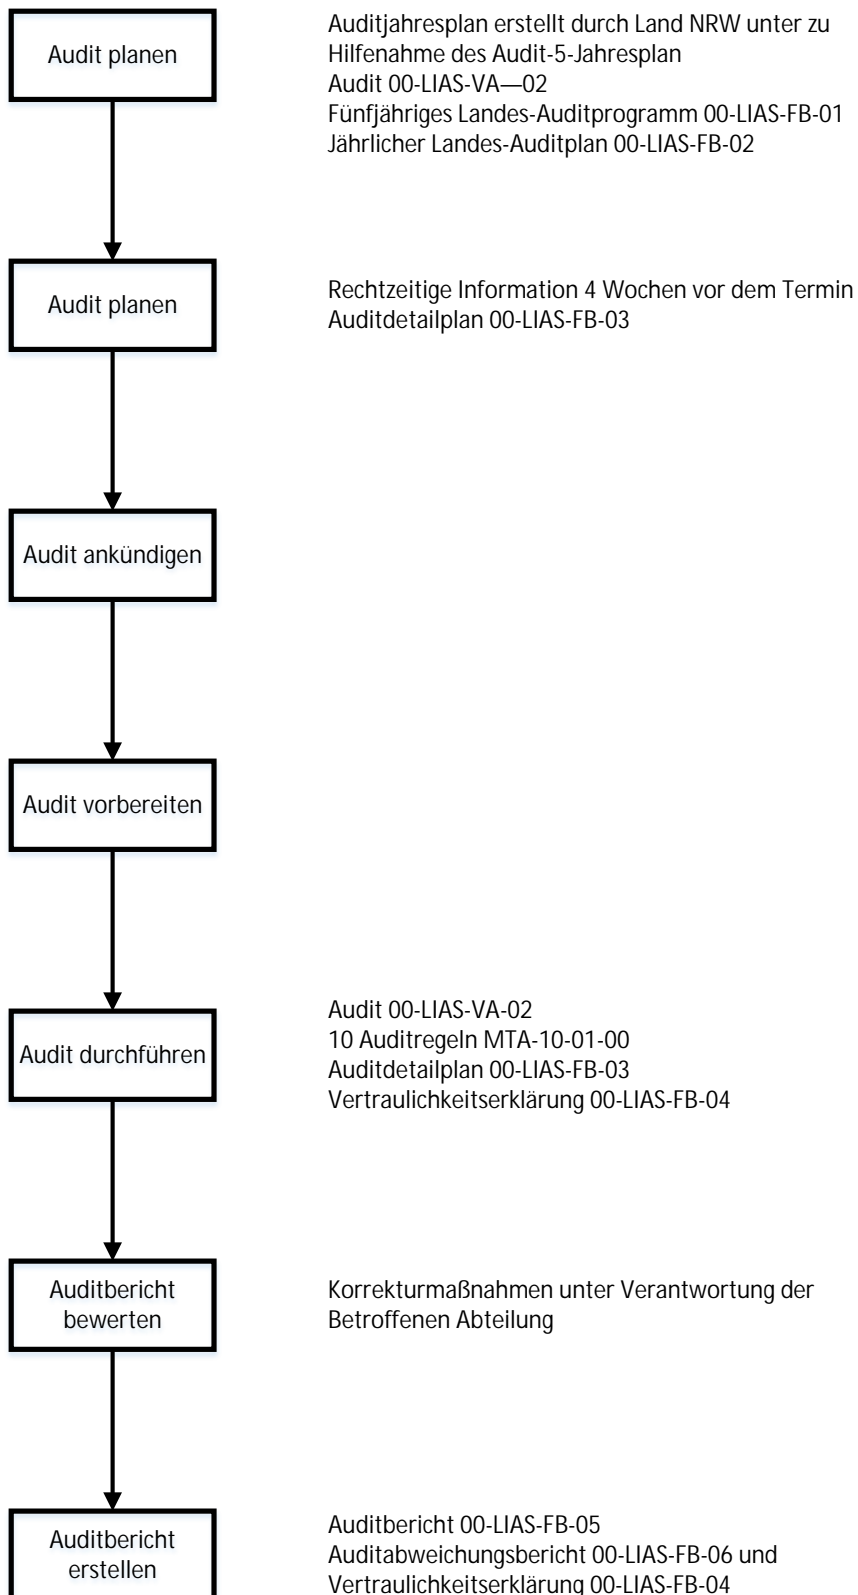 Audit planen
Auditjahresplan erstellt durch Land NRW unter zu
Hilfenahme des Audit-5-Jahresplan
Audit 00-LIAS-VA—02
Fünfjähriges Landes-Auditprogramm 00-LIAS-FB-01
Jährlicher Landes-Auditplan 00-LIAS-FB-02
Audit planen
Rechtzeitige Information 4 Wochen vor dem Termin
Auditdetailplan 00-LIAS-FB-03
Audit ankündigen
Audit vorbereiten
Audit durchführen
Audit 00-LIAS-VA-02
10 Auditregeln MTA-10-01-00
Auditdetailplan 00-LIAS-FB-03
Vertraulichkeitserklärung 00-LIAS-FB-04
Auditbericht
bewerten
Korrekturmaßnahmen unter Verantwortung der
Betroffenen Abteilung
Auditbericht
erstellen
Auditbericht 00-LIAS-FB-05
Auditabweichungsbericht 00-LIAS-FB-06 und
Vertraulichkeitserklärung 00-LIAS-FB-04